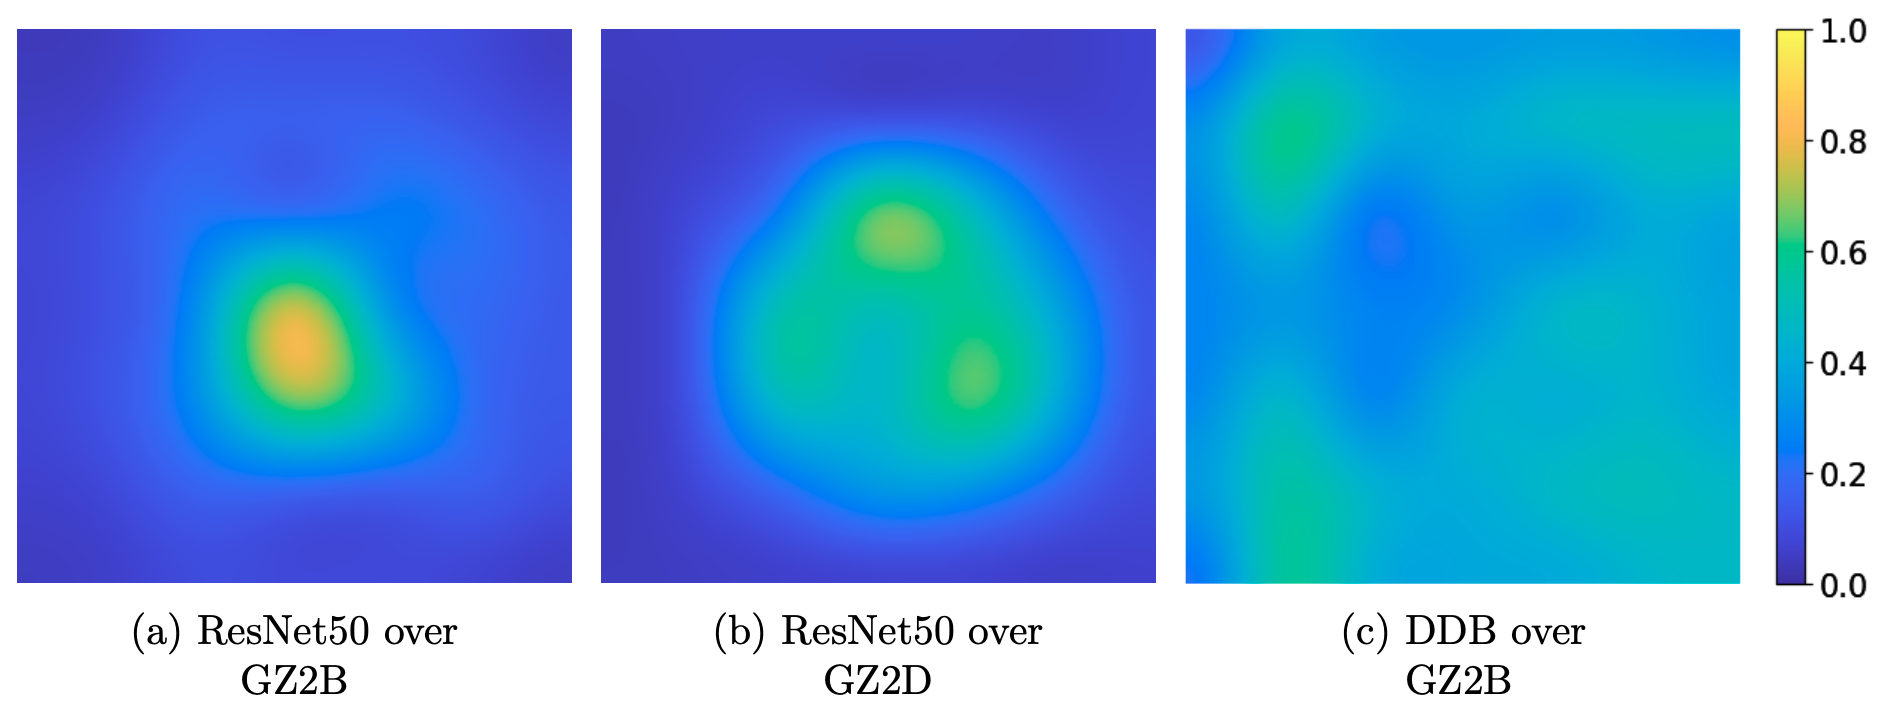 1.0
0.8
0.6
0.4
0.2
0.0
(a) ResNet50 over
GZ2B
(b) ResNet50 over
GZ2D
(c) DDB over
GZ2B